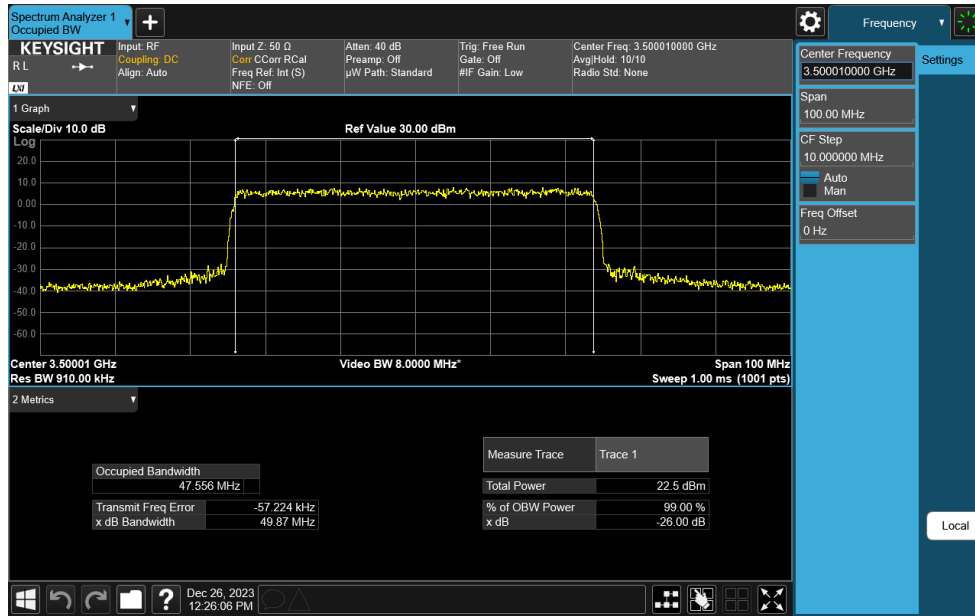 Spectrum Analyzer 1
Occupied BW
Frequency
KEYSIGHT
R L
LXI
Input: RF
Coupling: DC
Align: Auto
Input Z: 50 Ω
Corr CCorr RCal
Freq Ref: Int (S)
NFE: Off
Atten: 40 dB
Preamp: Off
µW Path: Standard
Trig: Free Run
Gate: Off
#IF Gain: Low
Center Freq: 3.500010000 GHz
Avg|Hold: 10/10
Radio Std: None
Center Frequency
3.500010000 GHz
Settings
Span
100.00 MHz
CF Step
10.000000 MHz
Auto
Man
Freq Offset
0 Hz
Local
1 Graph
Scale/Div 10.0 dB
Ref Value 30.00 dBm
Log
20.0
10.0
0.00
-10.0
-20.0
-30.0
-40.0
-50.0
-60.0
Center 3.50001 GHz
Video BW 8.0000 MHz*
Span 100 MHz
Res BW 910.00 kHz
Sweep 1.00 ms (1001 pts)
2 Metrics
Occupied Bandwidth
47.556 MHz
Transmit Freq Error -57.224 kHz
x dB Bandwidth 49.87 MHz
Measure Trace Trace 1
Total Power 22.5 dBm
% of OBW Power 99.00 %
x dB -26.00 dB
Dec 26, 2023
12:26:06 PM